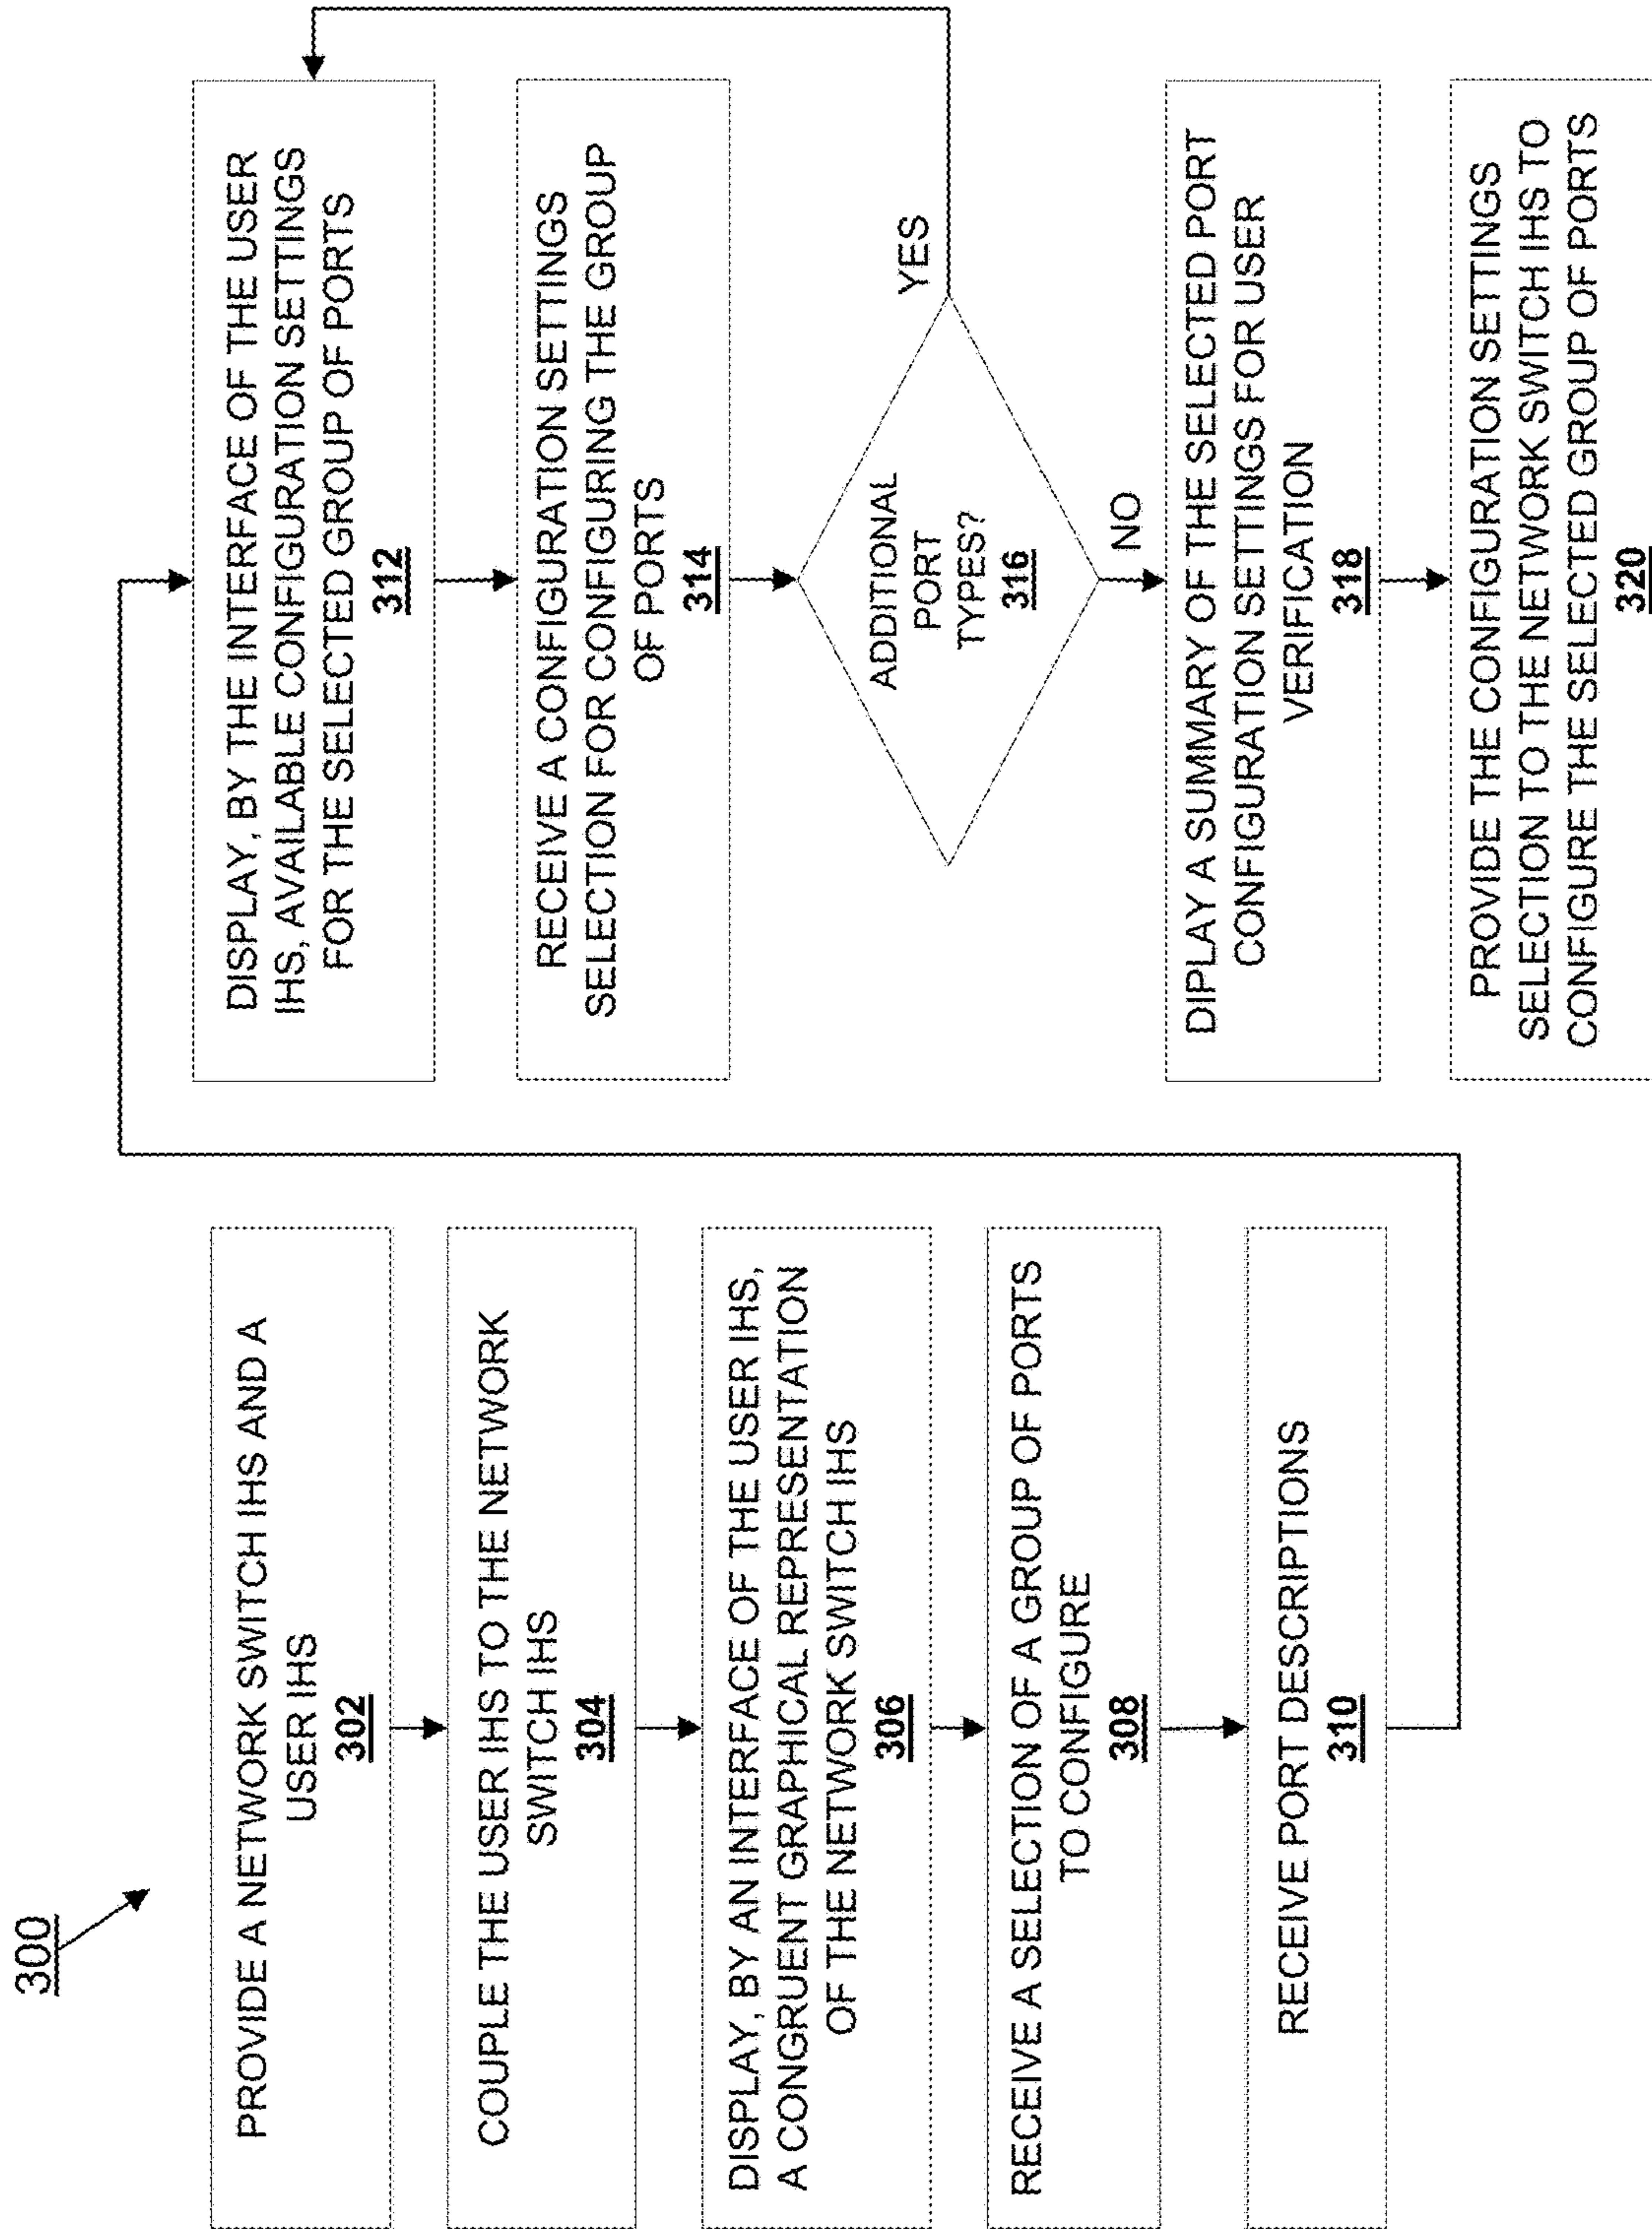 300
PROVIDE A NETWORK SWITCH IHS AND A
USER IHS
302
COUPLE THE USER IHS TO THE NETWORK
SWITCH IHS
304
DISPLAY, BY AN INTERFACE OF THE USER IHS,
A CONGRUENT GRAPHICAL REPRESENTATION
OF THE NETWORK SWITCH IHS
306
RECEIVE A SELECTION OF A GROUP OF PORTS
TO CONFIGURE
308
RECEIVE PORT DESCRIPTIONS
310
DISPLAY, BY THE INTERFACE OF THE USER
IHS, AVAILABLE CONFIGURATION SETTINGS
FOR THE SELECTED GROUP OF PORTS
312
RECEIVE A CONFIGURATION SETTINGS
SELECTION FOR CONFIGURING THE GROUP
OF PORTS
314
ADDITIONAL
PORT
TYPES?
316
YES
NO
DIPLAY A SUMMARY OF THE SELECTED PORT
CONFIGURATION SETTINGS FOR USER
VERIFICATION
318
PROVIDE THE CONFIGURATION SETTINGS
SELECTION TO THE NETWORK SWITCH IHS TO
CONFIGURE THE SELECTED GROUP OF PORTS
320